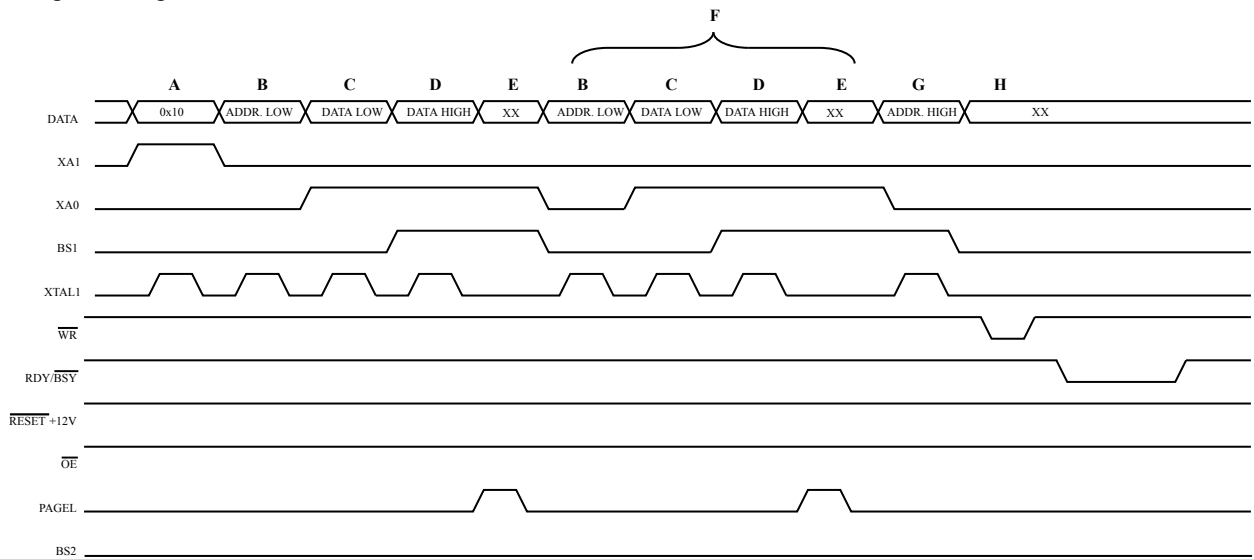 F
A B C D E B C D E G H
DATA 0x10 ADDR. LOW DATA LOW DATA HIGH XX ADDR. LOW DATA LOW DATA HIGH XX ADDR. HIGH XX
XA1
XA0
BS1
XTAL1
WR
RDY/BSY
RESET +12V
OE
PAGEL
BS2